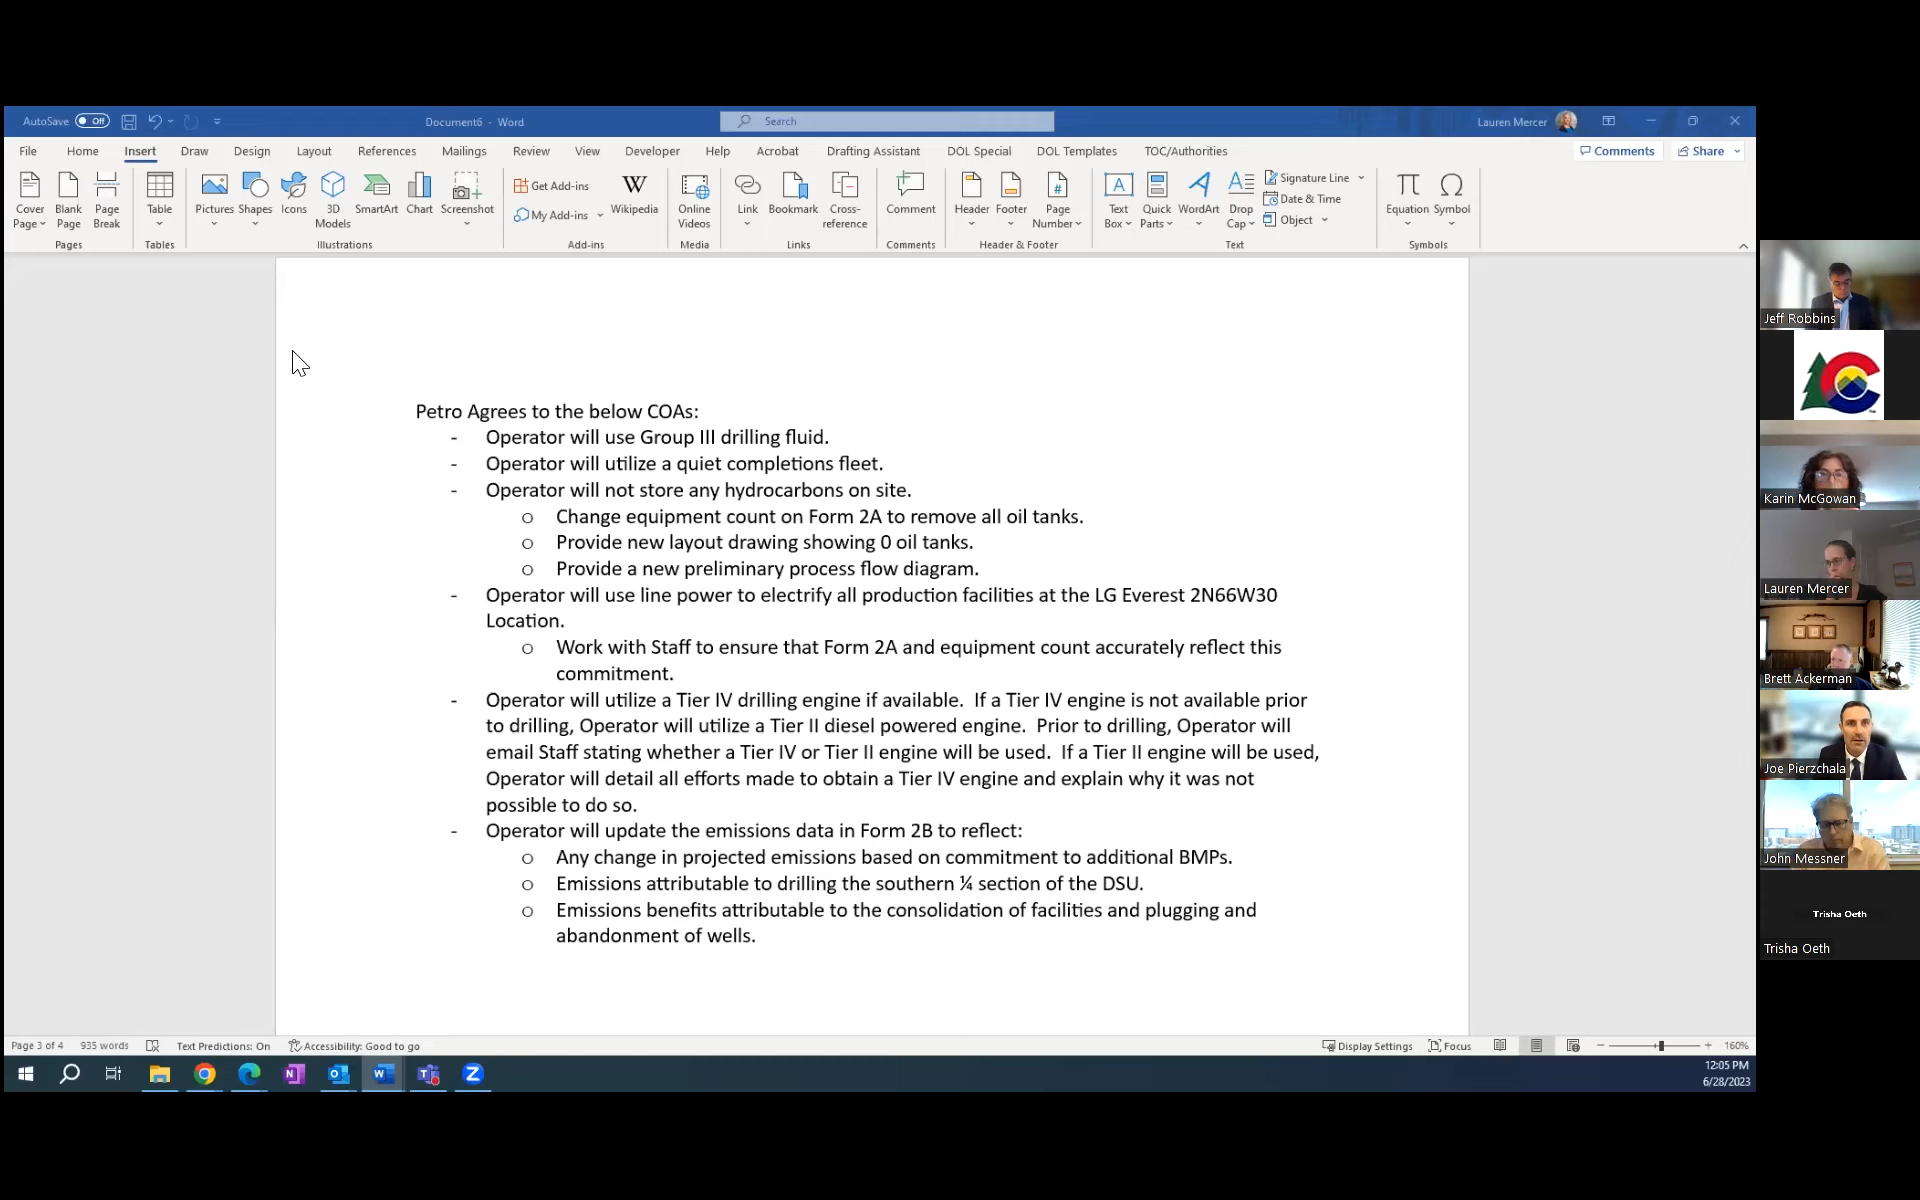 AutoSave Off Document6 - Word Search Lauren Mercer
File Home Insert Draw Design Layout References Mailings Review View Developer Help Acrobat Drafting Assistant DOL Special DOL Templates TOC/Authorities Comments Share
Cover Page Blank Page Page Break
Pages
Table
Tables
Pictures Shapes Icons 3D Models SmartArt Chart Screenshot
Illustrations
Get Add-ins
My Add-ins
Wikipedia
Add-ins
Online Videos
Media
Link Bookmark Cross-reference
Links
Comment
Comments
Header Footer Page Number
Header & Footer
Text Box Quick Parts WordArt Drop Cap
Signature Line
Date & Time
Object
Text
Equation Symbol
Symbols
Petro Agrees to the below COAs:
- Operator will use Group III drilling fluid.
- Operator will utilize a quiet completions fleet.
- Operator will not store any hydrocarbons on site.
o Change equipment count on Form 2A to remove all oil tanks.
o Provide new layout drawing showing 0 oil tanks.
o Provide a new preliminary process flow diagram.
- Operator will use line power to electrify all production facilities at the LG Everest 2N66W30
Location.
o Work with Staff to ensure that Form 2A and equipment count accurately reflect this
commitment.
- Operator will utilize a Tier IV drilling engine if available.  If a Tier IV engine is not available prior
to drilling, Operator will utilize a Tier II diesel powered engine.  Prior to drilling, Operator will
email Staff stating whether a Tier IV or Tier II engine will be used.  If a Tier II engine will be used,
Operator will detail all efforts made to obtain a Tier IV engine and explain why it was not
possible to do so.
- Operator will update the emissions data in Form 2B to reflect:
o Any change in projected emissions based on commitment to additional BMPs.
o Emissions attributable to drilling the southern ¼ section of the DSU.
o Emissions benefits attributable to the consolidation of facilities and plugging and
abandonment of wells.
Page 3 of 4 935 words Text Predictions: On Accessibility: Good to go Display Settings Focus 160%
12:05 PM
6/28/2023
Jeff Robbins
Karin McGowan
Lauren Mercer
Brett Ackerman
Joe Pierzchala
John Messner
Trisha Oeth
Trisha Oeth